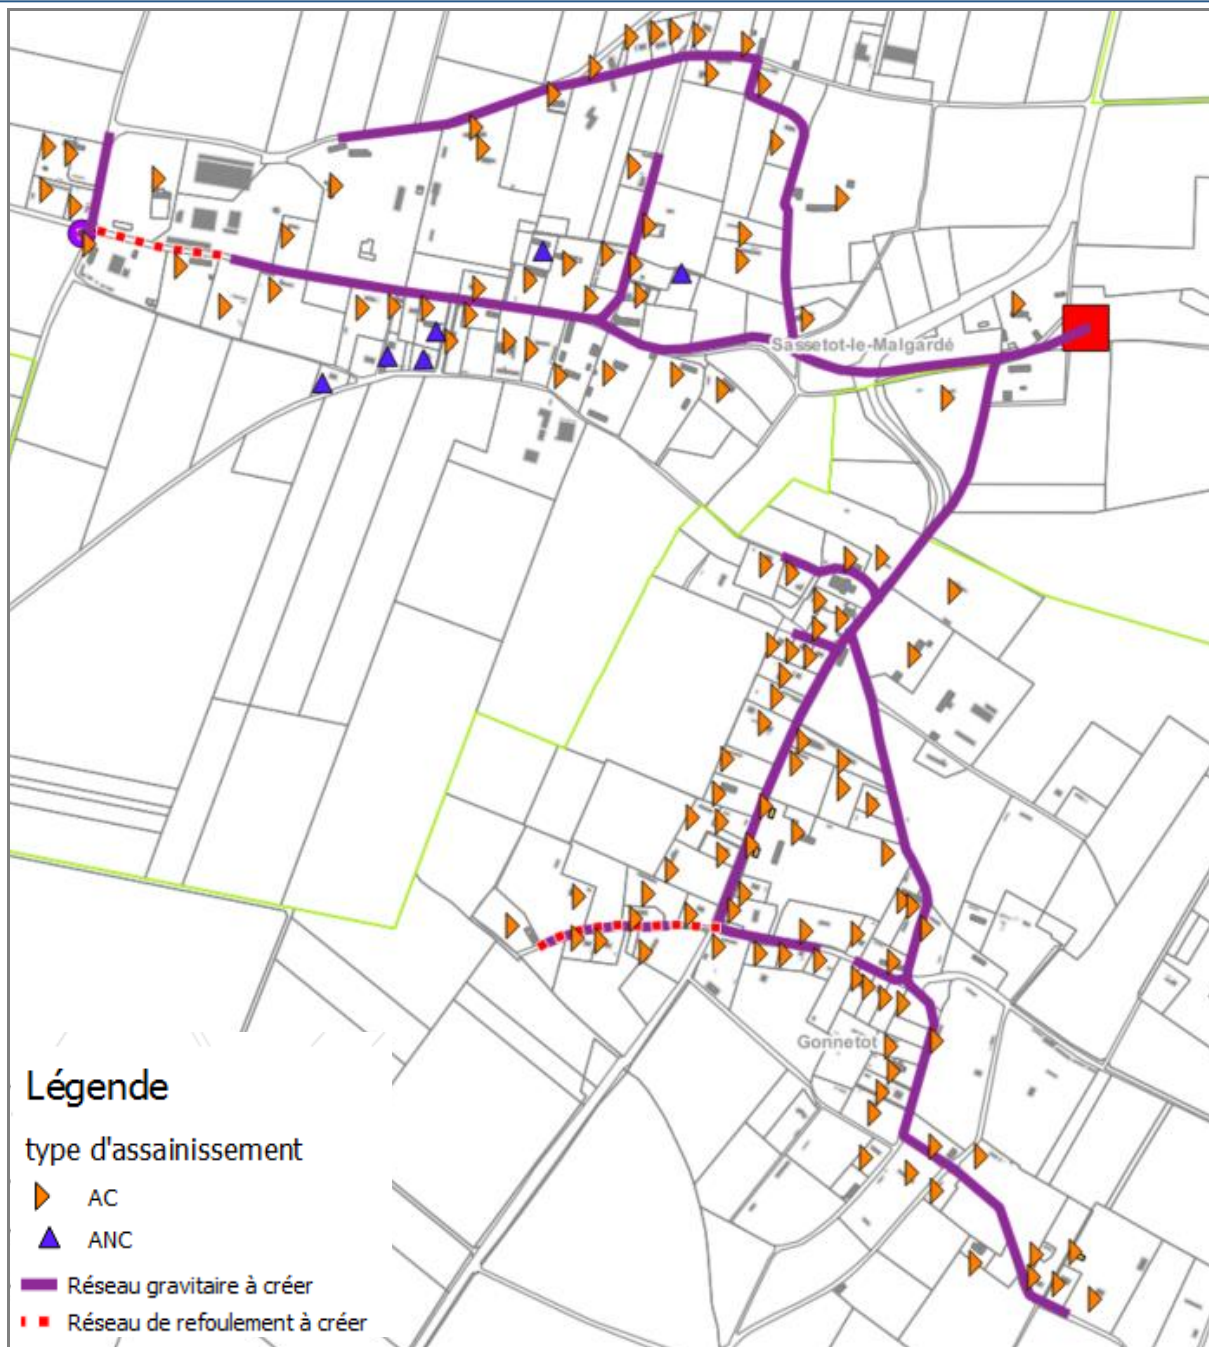 Sassetot-le-Malgardé
Gonnetot
Légende
type d'assainissement
AC
ANC
Réseau gravitaire à créer
Réseau de refoulement à créer